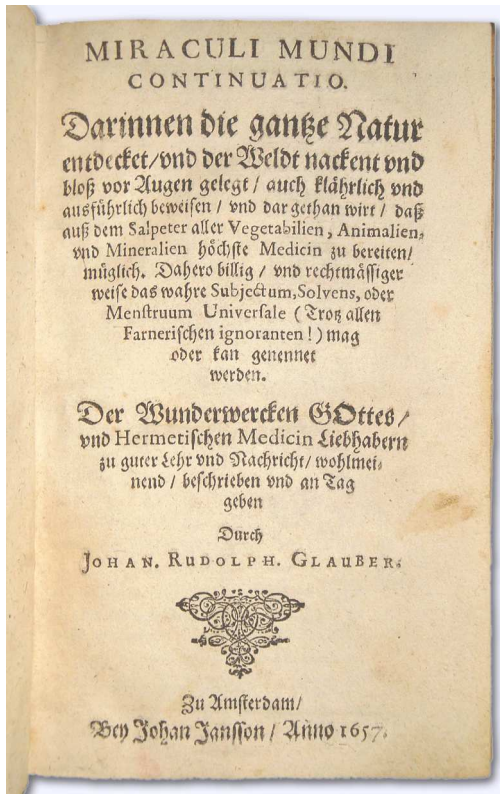 MIRACULI MUNDI
CONTINUATIO.
Darinnen die gantze Natur
entdecket/vnd der Weldt nackent vnd
bloß vor Augen gelegt / auch klährlich vnd
ausführlich beweisen / vnd dargethan wirt / daß
auß dem Salpeter aller Vegetabilien, Animalien,
vnd Mineralien höchste Medicin zu bereiten/
müglich. Dahero billig / vnd rechtmässiger
weise das wahre Subjectum, Solvens, oder
Menstruum Universale ( Trotz allen
Farnerischen ignoranten ! ) mag
oder kan genennet
werden.
Der Wunderwercken GOttes/
vnd Hermetischen Medicin Liebhabern
zu guter Lehr vnd Nachricht/ wohlmei-
nend / beschrieben vnd an Tag
geben
Durch
JOHAN. RUDOLPH. GLAUBER.
Zu Amsterdam/
Bey Johan Jansson / Anno 1657.